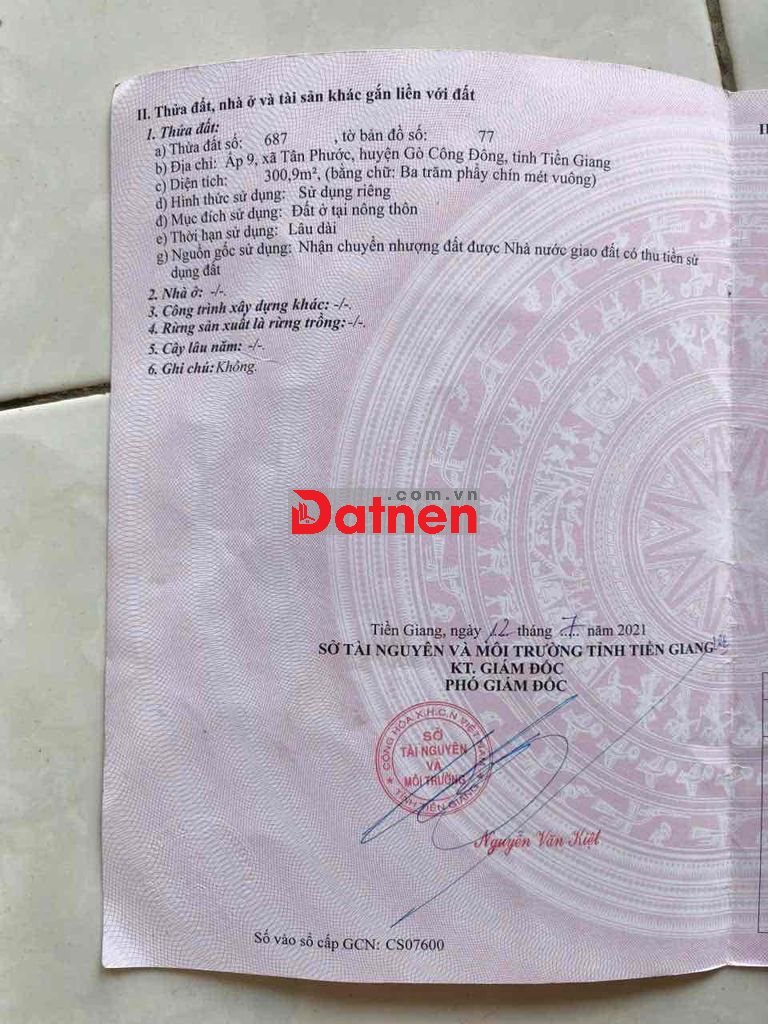 II. Thửa đất, nhà ở và tài sản khác gắn liền với đất
1. Thửa đất:
a) Thửa đất số: 687 , tờ bản đồ số: 77
b) Địa chỉ: Ấp 9, xã Tân Phước, huyện Gò Công Đông, tỉnh Tiền Giang
c) Diện tích: 300,9m², (bằng chữ: Ba trăm phẩy chín mét vuông)
d) Hình thức sử dụng: Sử dụng riêng
đ) Mục đích sử dụng: Đất ở tại nông thôn
e) Thời hạn sử dụng: Lâu dài
g) Nguồn gốc sử dụng: Nhận chuyển nhượng đất được Nhà nước giao đất có thu tiền sử
dụng đất
2. Nhà ở: -/-.
3. Công trình xây dựng khác: -/-.
4. Rừng sản xuất là rừng trồng: -/-.
5. Cây lâu năm: -/-.
6. Ghi chú: Không.
.com.vn
Datnen
Tiền Giang, ngày 12 tháng 7 năm 2021
SỞ TÀI NGUYÊN VÀ MÔI TRƯỜNG TỈNH TIỀN GIANG
KT. GIÁM ĐỐC
PHÓ GIÁM ĐỐC
CỘNG HÒA X.H.C.N VIỆT NAM
SỞ
TÀI NGUYÊN
VÀ
MÔI TRƯỜNG
TỈNH TIỀN GIANG
Nguyễn Văn Kiệt
Số vào sổ cấp GCN: CS07600